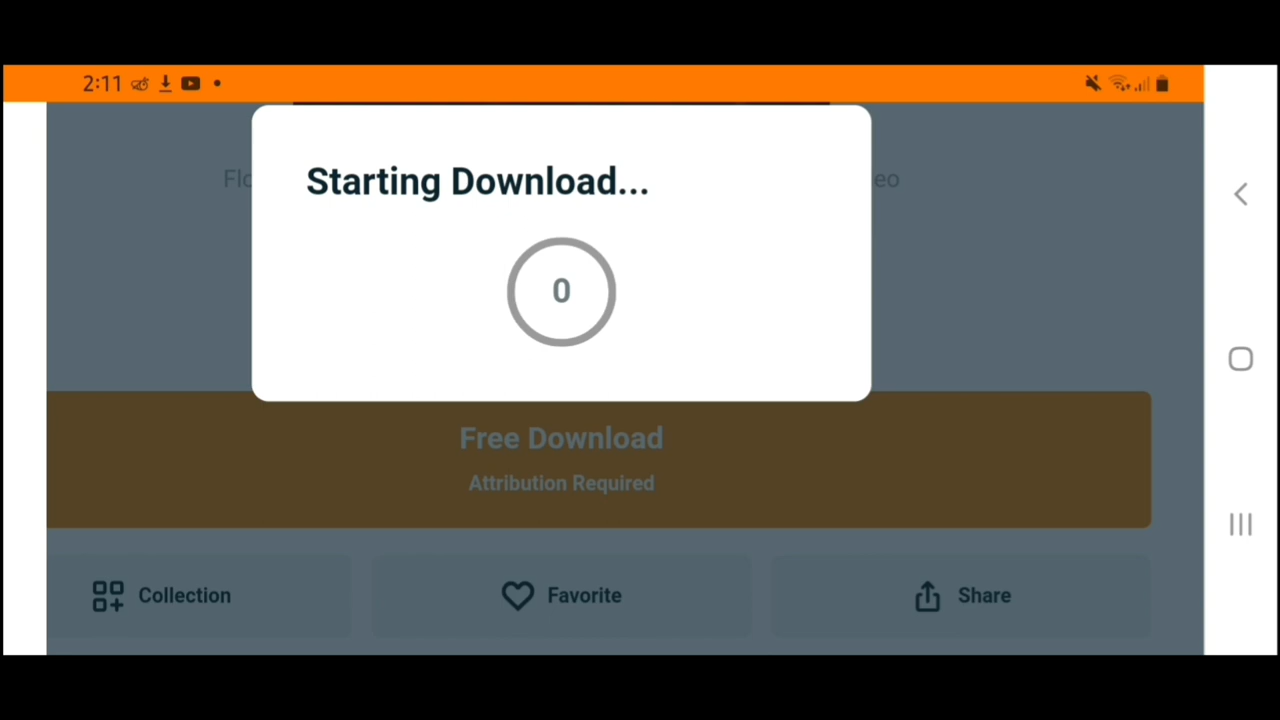 2:11
Starting Download...
0
Free Download
Attribution Required
Collection
Favorite
Share